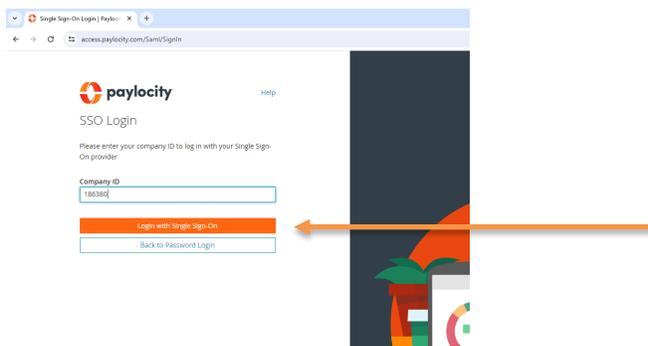 Single Sign-On Login | Payloci
access.paylocity.com/Saml/SignIn
paylocity
Help
SSO Login
Please enter your company ID to log in with your Single Sign-
On provider
Company ID
186380
Login with Single Sign-On
Back to Password Login